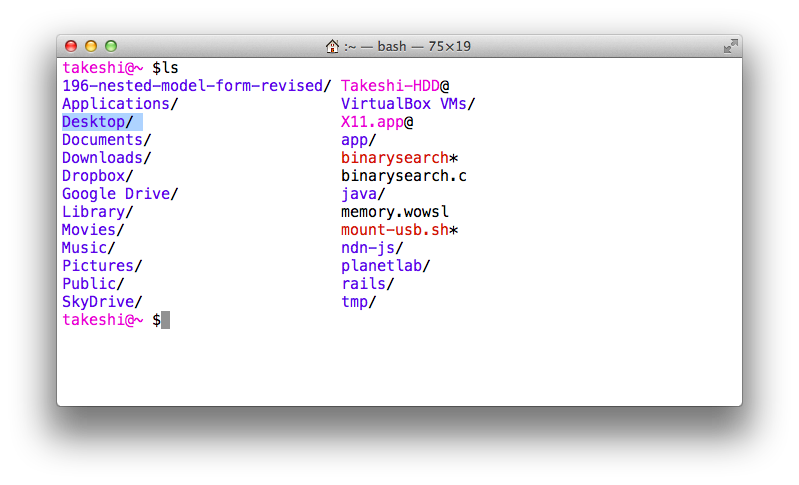 :~ — bash — 75×19
takeshi@~ $ls
196-nested-model-form-revised/ Takeshi-HDD@
Applications/ VirtualBox VMs/
Desktop/ X11.app@
Documents/ app/
Downloads/ binarysearch*
Dropbox/ binarysearch.c
Google Drive/ java/
Library/ memory.wowsl
Movies/ mount-usb.sh*
Music/ ndn-js/
Pictures/ planetlab/
Public/ rails/
SkyDrive/ tmp/
takeshi@~ $